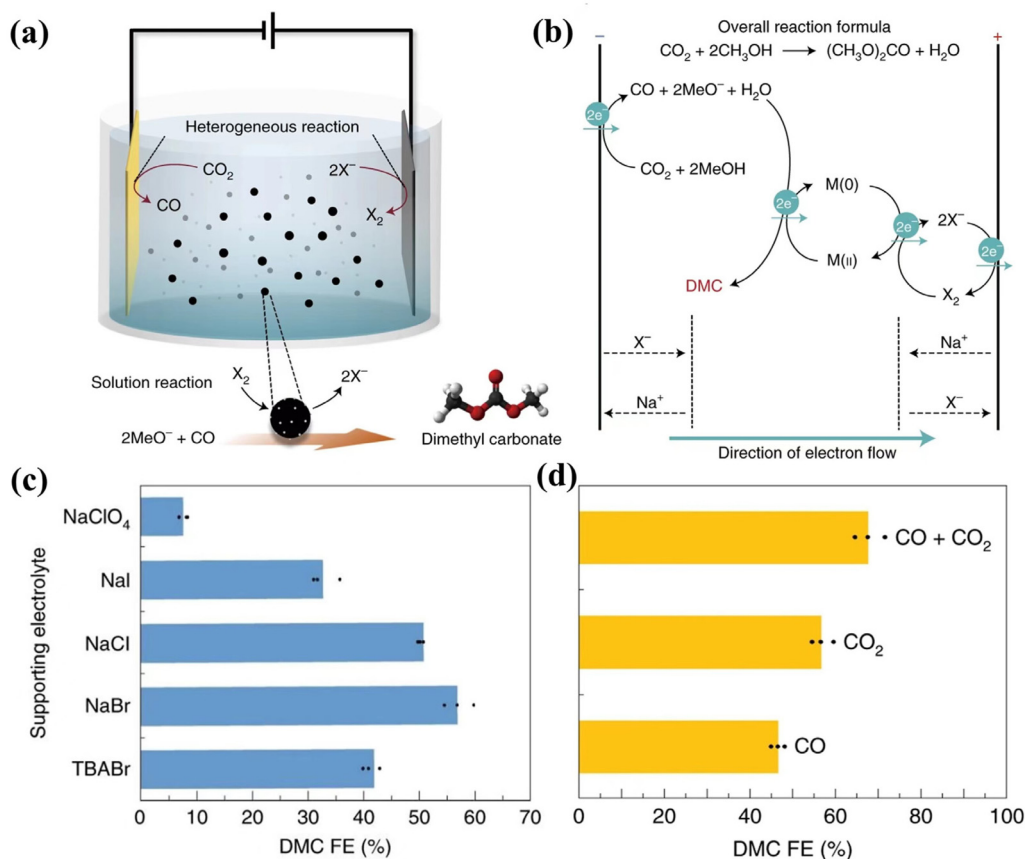 (a)
Heterogeneous reaction
CO₂
CO
2X⁻
X₂
Solution reaction
X₂
2X⁻
2MeO⁻ + CO
Dimethyl carbonate
(b)
Overall reaction formula
CO₂ + 2CH₃OH → (CH₃O)₂CO + H₂O
−
+
CO + 2MeO⁻ + H₂O
2e⁻
CO₂ + 2MeOH
M(0)
2e⁻
2e⁻
2X⁻
2e⁻
M(II)
DMC
X₂
X⁻
Na⁺
Na⁺
X⁻
Direction of electron flow
(c)
Supporting electrolyte
NaClO₄
NaI
NaCl
NaBr
TBABr
0 10 20 30 40 50 60 70
DMC FE (%)
(d)
CO + CO₂
CO₂
CO
0 20 40 60 80 100
DMC FE (%)